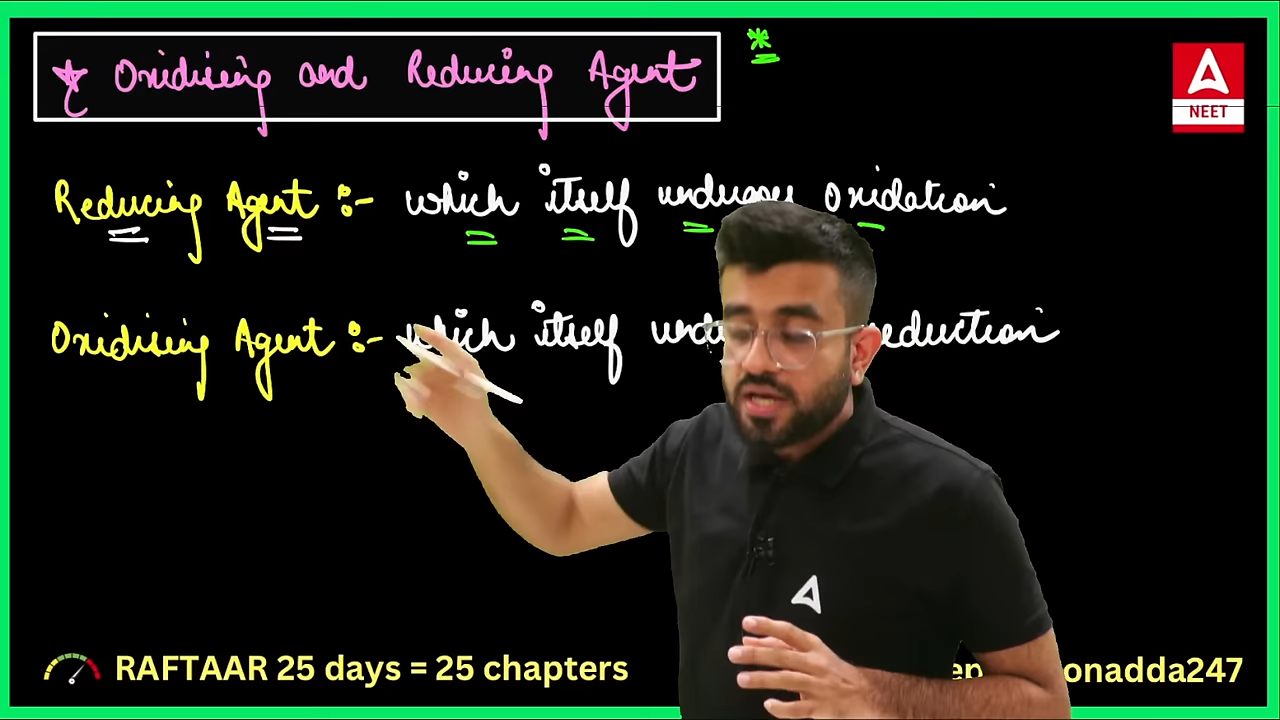 Oxidising and Reducing Agent
NEET
Reducing Agent :- which itself undergoes Oxidation
Oxidising Agent :- which itself
RAFTAAR 25 days = 25 chapters